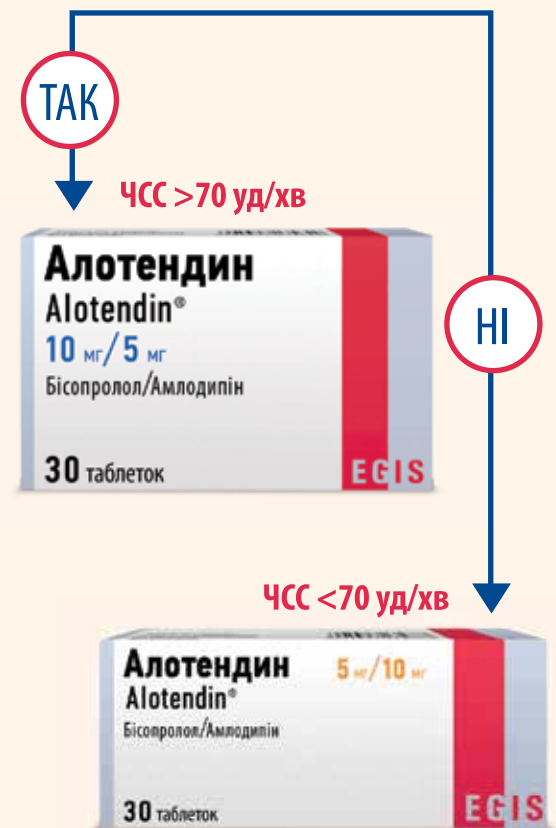 ТАК
ЧСС >70 уд/хв
Алотендин
Alotendin®
10 мг/5 мг
Бісопролол/Амлодипін
30 таблеток
EGIS
НІ
ЧСС <70 уд/хв
Алотендин 5 мг/10 мг
Alotendin®
Бісопролол/Амлодипін
30 таблеток
EGIS